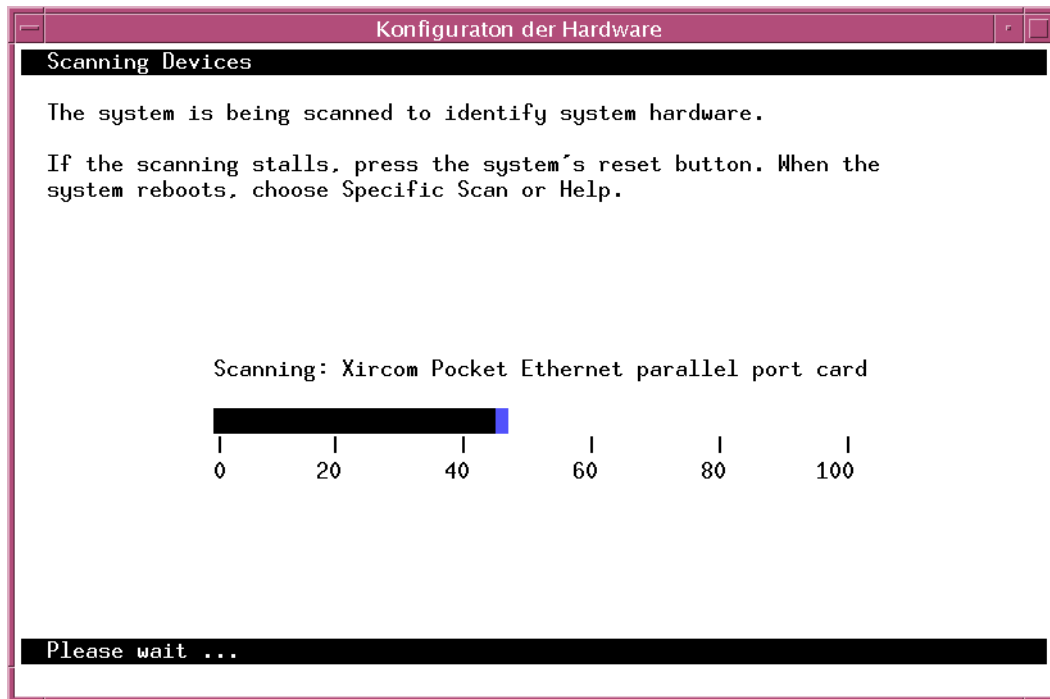 Konfiguraton der Hardware
Scanning Devices
The system is being scanned to identify system hardware.
If the scanning stalls, press the system´s reset button. When the
system reboots, choose Specific Scan or Help.
Scanning: Xircom Pocket Ethernet parallel port card
0 20 40 60 80 100
Please wait ...